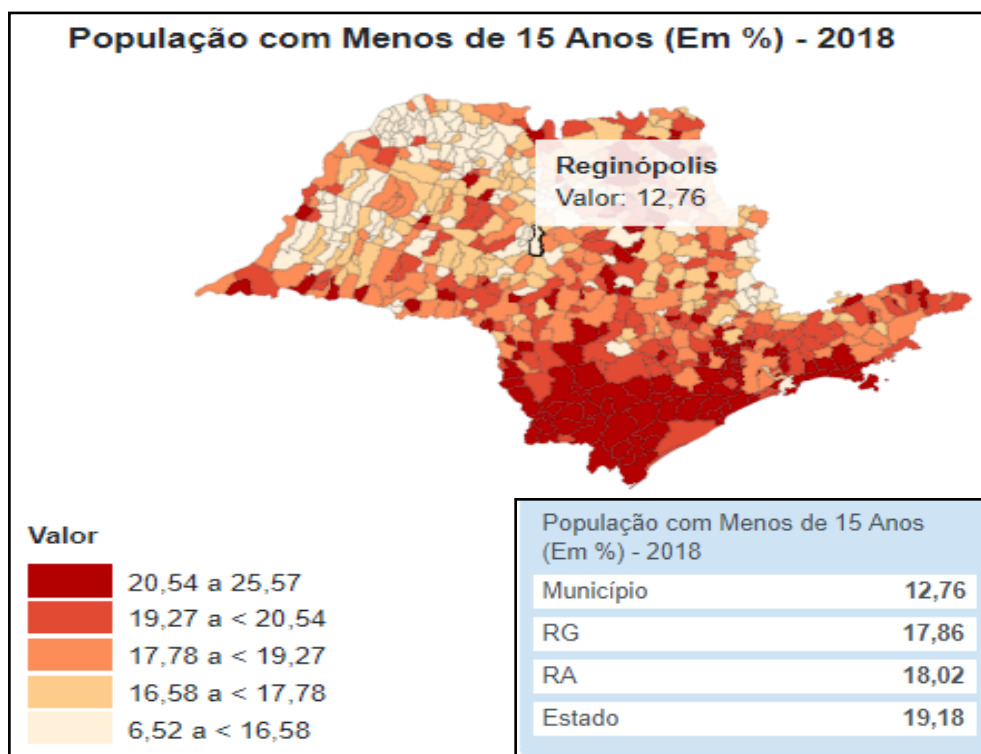 População com Menos de 15 Anos (Em %) - 2018
Reginópolis
Valor: 12,76
Valor
20,54 a 25,57
19,27 a < 20,54
17,78 a < 19,27
16,58 a < 17,78
6,52 a < 16,58
População com Menos de 15 Anos
(Em %) - 2018
Município 12,76
RG 17,86
RA 18,02
Estado 19,18